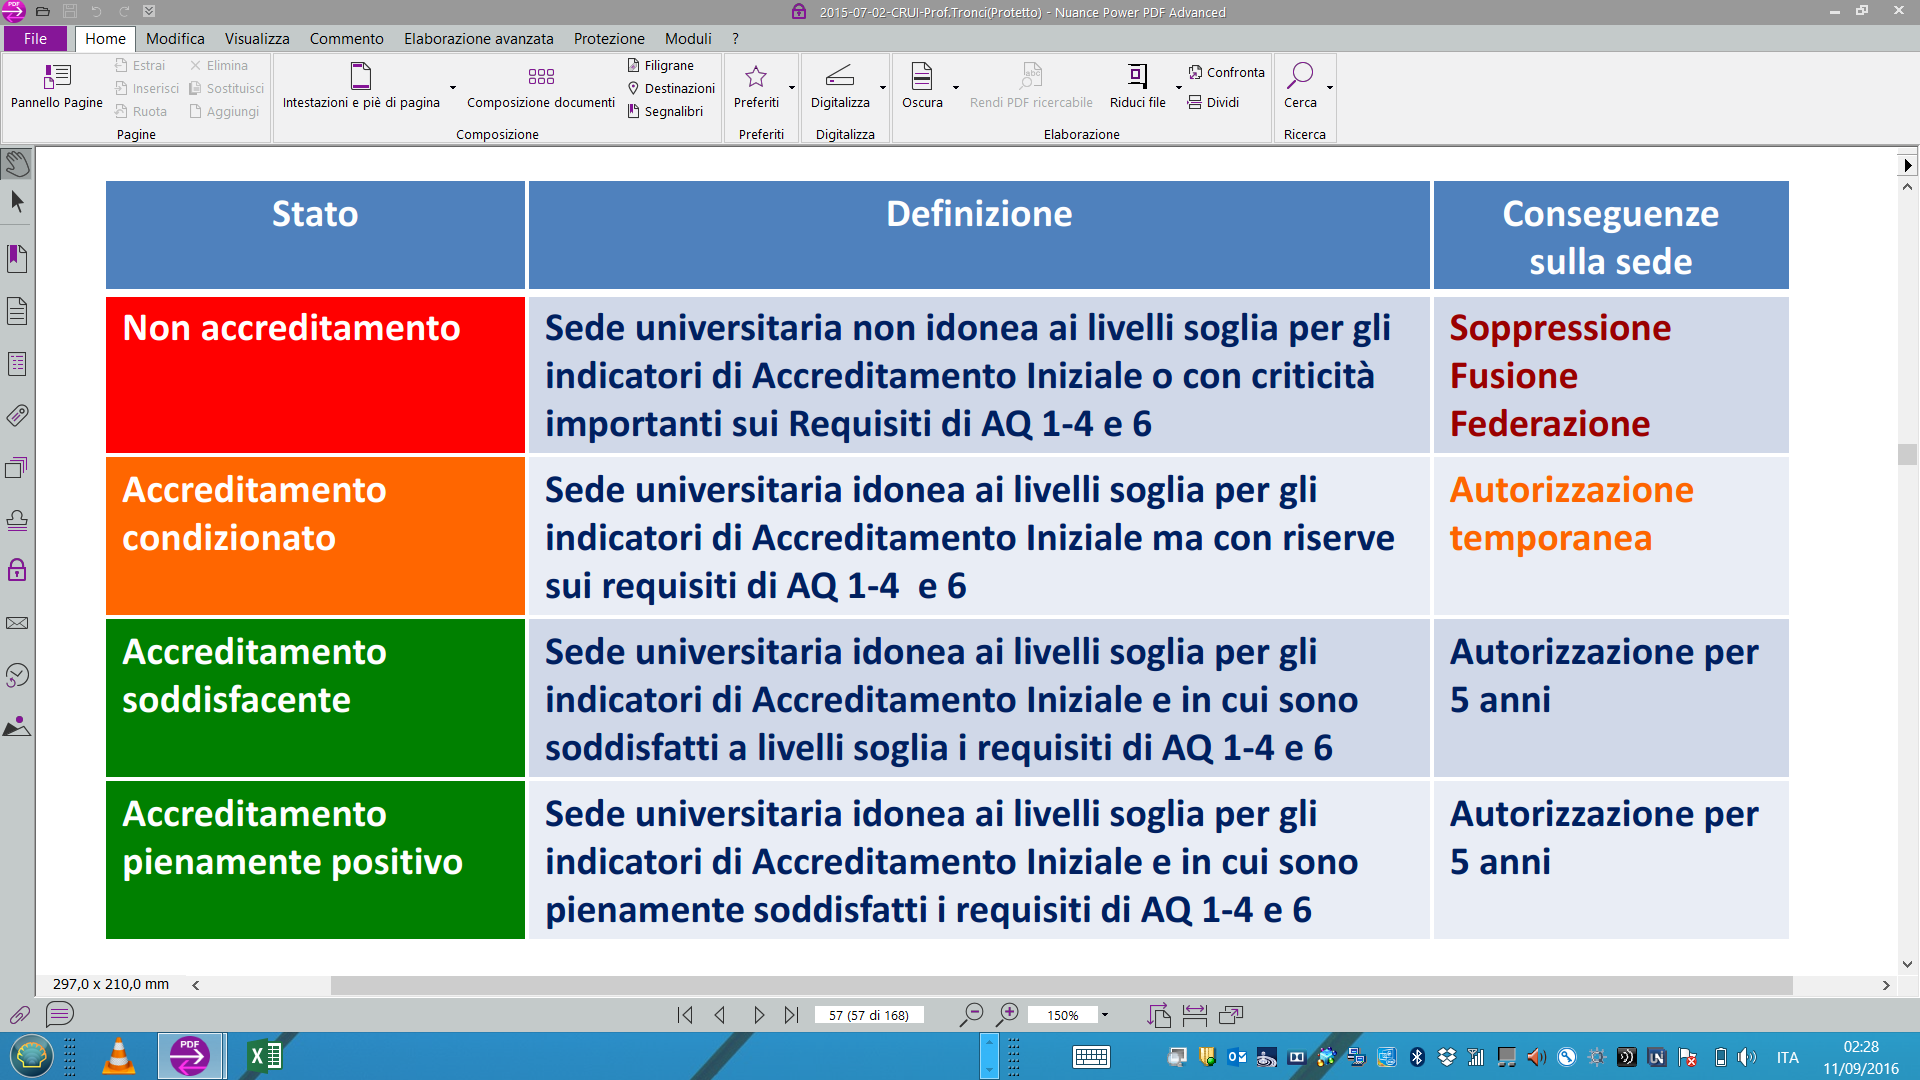 2015-07-02-CRUI-Prof.Tronci(Protetto) - Nuance Power PDF Advanced
File Home Modifica Visualizza Commento Elaborazione avanzata Protezione Moduli ?
Pannello Pagine
Estrai
Inserisci
Ruota
Elimina
Sostituisci
Aggiungi
Pagine
Intestazioni e piè di pagina
Composizione documenti
Filigrane
Destinazioni
Segnalibri
Composizione
Preferiti
Preferiti
Digitalizza
Digitalizza
Oscura
Rendi PDF ricercabile
Riduci file
Confronta
Dividi
Elaborazione
Cerca
Ricerca
Stato
Definizione
Conseguenze
sulla sede
Non accreditamento
Sede universitaria non idonea ai livelli soglia per gli
indicatori di Accreditamento Iniziale o con criticità
importanti sui Requisiti di AQ 1-4 e 6
Soppressione
Fusione
Federazione
Accreditamento
condizionato
Sede universitaria idonea ai livelli soglia per gli
indicatori di Accreditamento Iniziale ma con riserve
sui requisiti di AQ 1-4 e 6
Autorizzazione
temporanea
Accreditamento
soddisfacente
Sede universitaria idonea ai livelli soglia per gli
indicatori di Accreditamento Iniziale e in cui sono
soddisfatti a livelli soglia i requisiti di AQ 1-4 e 6
Autorizzazione per
5 anni
Accreditamento
pienamente positivo
Sede universitaria idonea ai livelli soglia per gli
indicatori di Accreditamento Iniziale e in cui sono
pienamente soddisfatti i requisiti di AQ 1-4 e 6
Autorizzazione per
5 anni
297,0 x 210,0 mm
57 (57 di 168)
150%
PDF
ITA
02:28
11/09/2016